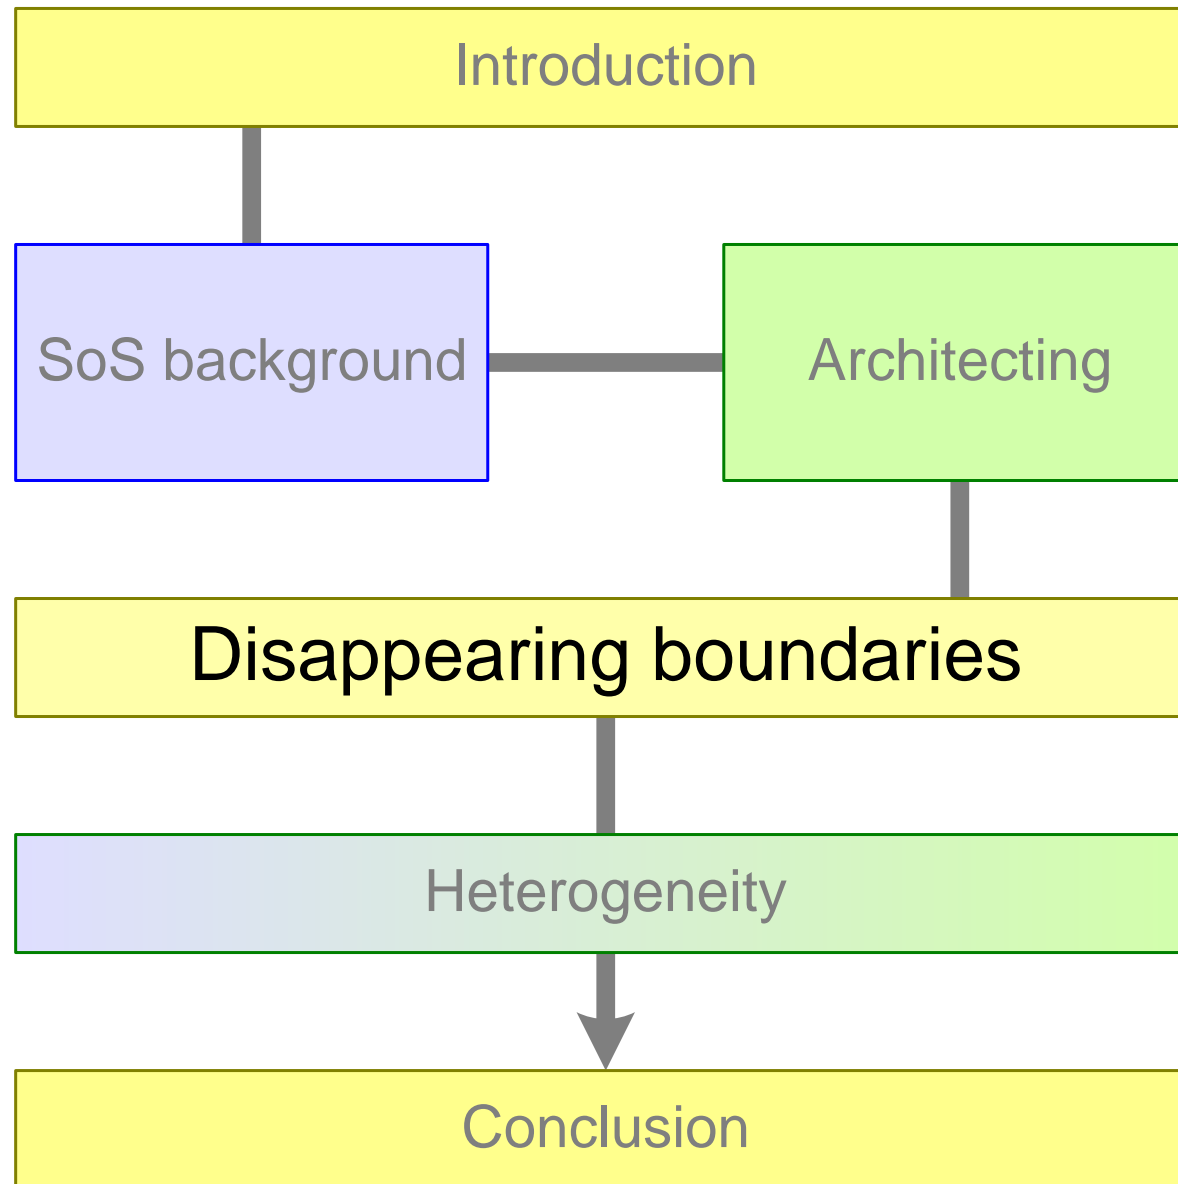 Introduction
SoS background
Architecting
Disappearing boundaries
Heterogeneity
Conclusion